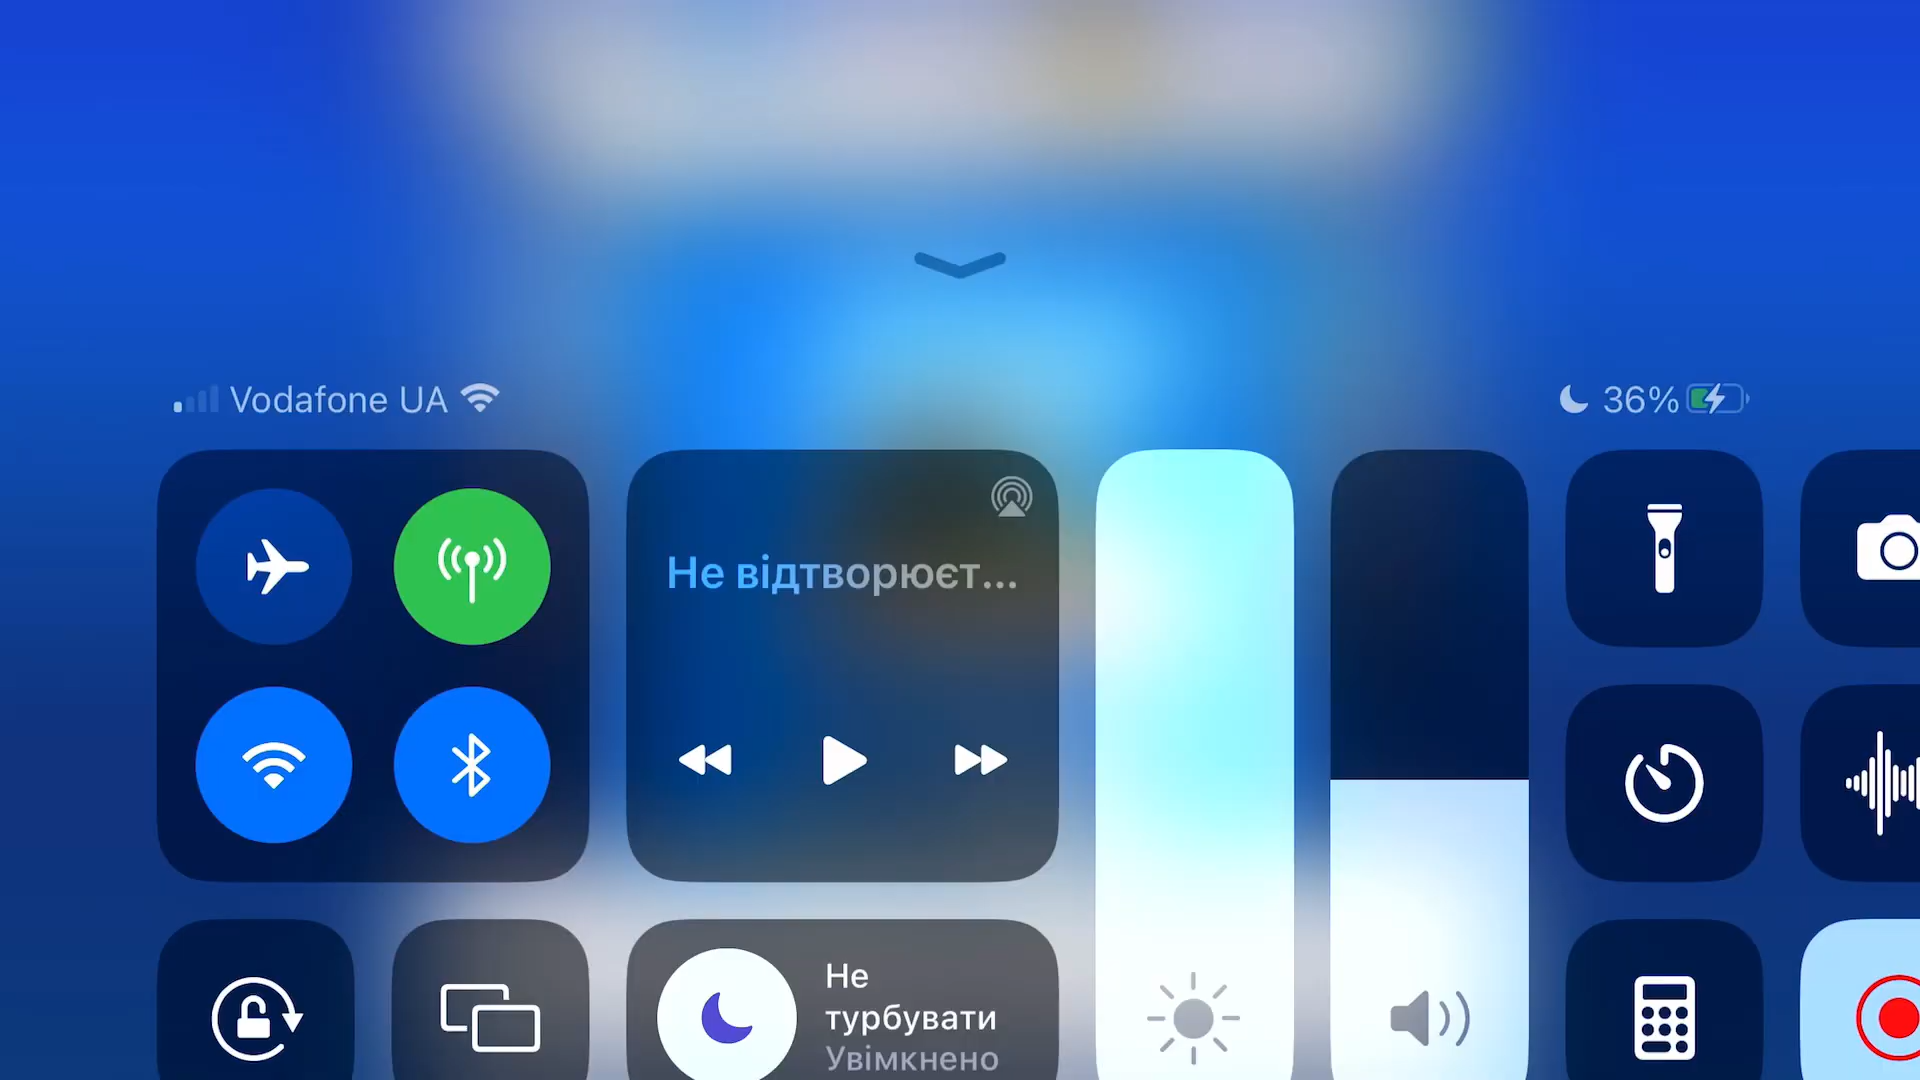 Vodafone UA
36%
Не відтворюєт...
Не
турбувати
Увімкнено